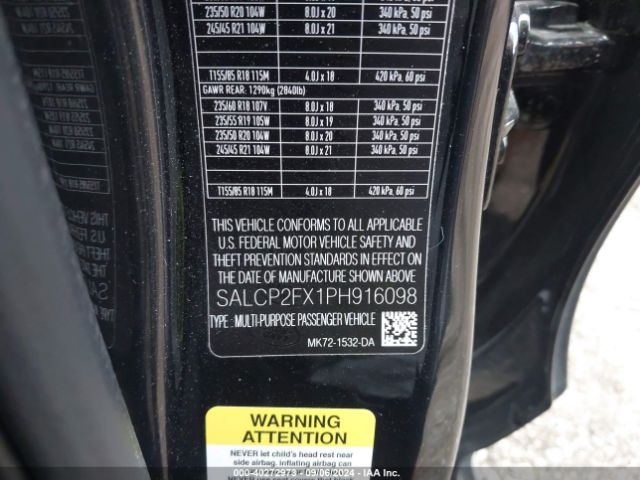 235/50 R20 104W 8.0J x 20 340 kPa, 50 psi
245/45 R21 104W 8.0J x 21 340 kPa, 50 psi
T155/85 R18 115M 4.0J x 18 420 kPa, 60 psi
GAWR REAR: 1290kg (2840lb)
235/60 R18 107V 8.0J x 18 340 kPa, 50 psi
235/55 R19 105W 8.0J x 19 340 kPa, 50 psi
235/50 R20 104W 8.0J x 20 340 kPa, 50 psi
245/45 R21 104W 8.0J x 21 340 kPa, 50 psi
T155/85 R18 115M 4.0J x 18 420 kPa, 60 psi
THIS VEHICLE CONFORMS TO ALL APPLICABLE
U.S. FEDERAL MOTOR VEHICLE SAFETY AND
THEFT PREVENTION STANDARDS IN EFFECT ON
THE DATE OF MANUFACTURE SHOWN ABOVE
SALCP2FX1PH916098
TYPE : MULTI-PURPOSE PASSENGER VEHICLE
MK72-1532-DA
WARNING
ATTENTION
NEVER let child's head rest near
side airbag, inflating airbag can
© - 40272973 - 09/06/2024 - IAA Inc.